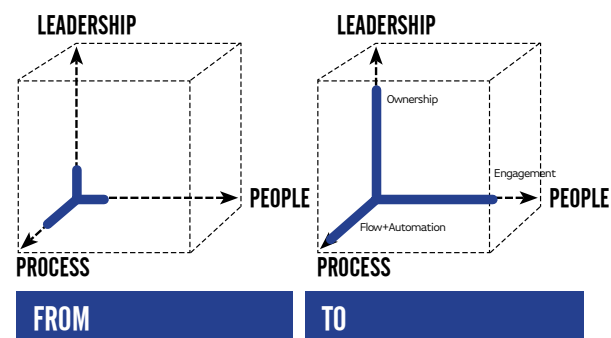 LEADERSHIP
PEOPLE
PROCESS
FROM
LEADERSHIP
Ownership
Engagement
PEOPLE
Flow+Automation
PROCESS
TO